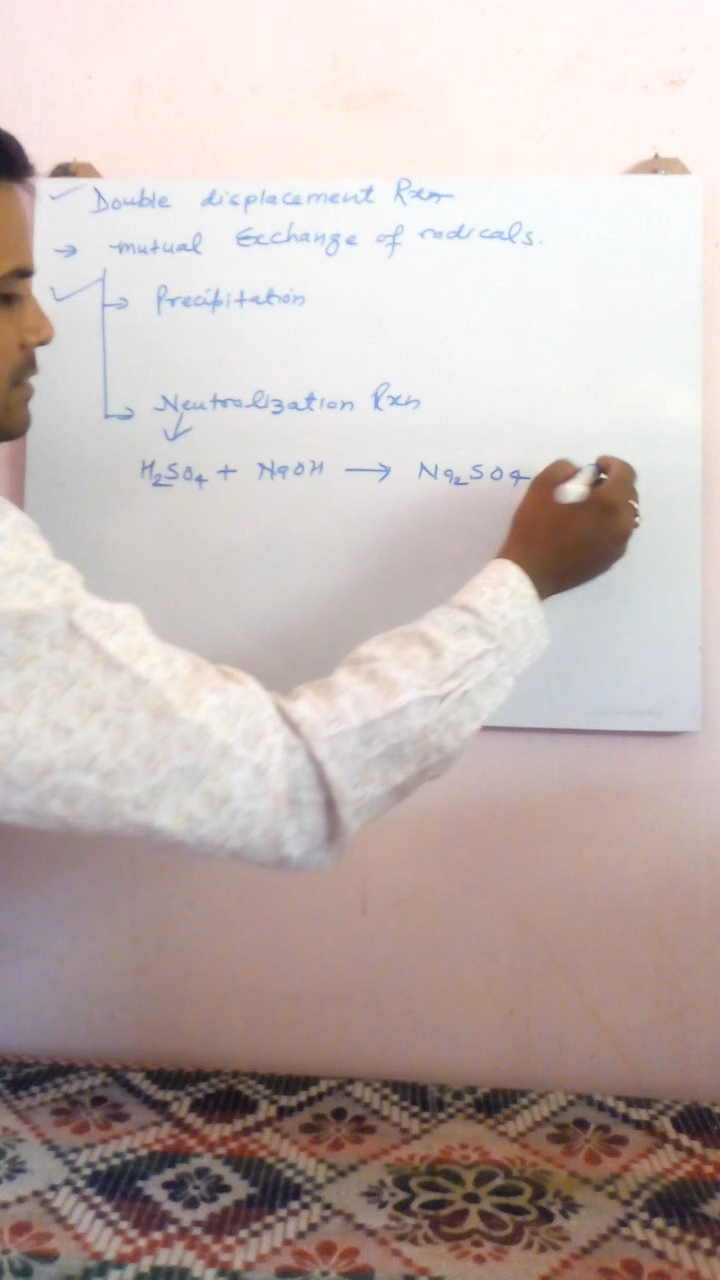 ✓ Double displacement Rxn
→ mutual Exchange of radicals.
✓ → Precipitation
→ Neutralization Rxn
H₂SO₄ + NaOH → Na₂SO₄